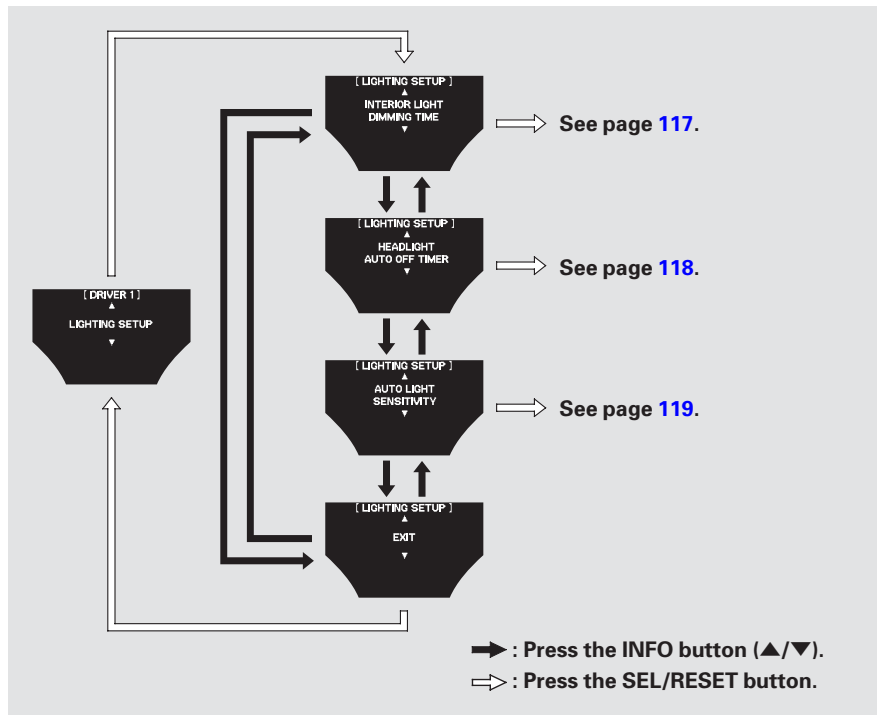 [ LIGHTING SETUP ]
▲
INTERIOR LIGHT
DIMMING TIME
▼
See page 117.
[ LIGHTING SETUP ]
▲
HEADLIGHT
AUTO OFF TIMER
▼
See page 118.
[ DRIVER 1 ]
▲
LIGHTING SETUP
▼
[ LIGHTING SETUP ]
▲
AUTO LIGHT
SENSITIVITY
▼
See page 119.
[ LIGHTING SETUP ]
▲
EXIT
▼
: Press the INFO button (▲/▼).
: Press the SEL/RESET button.